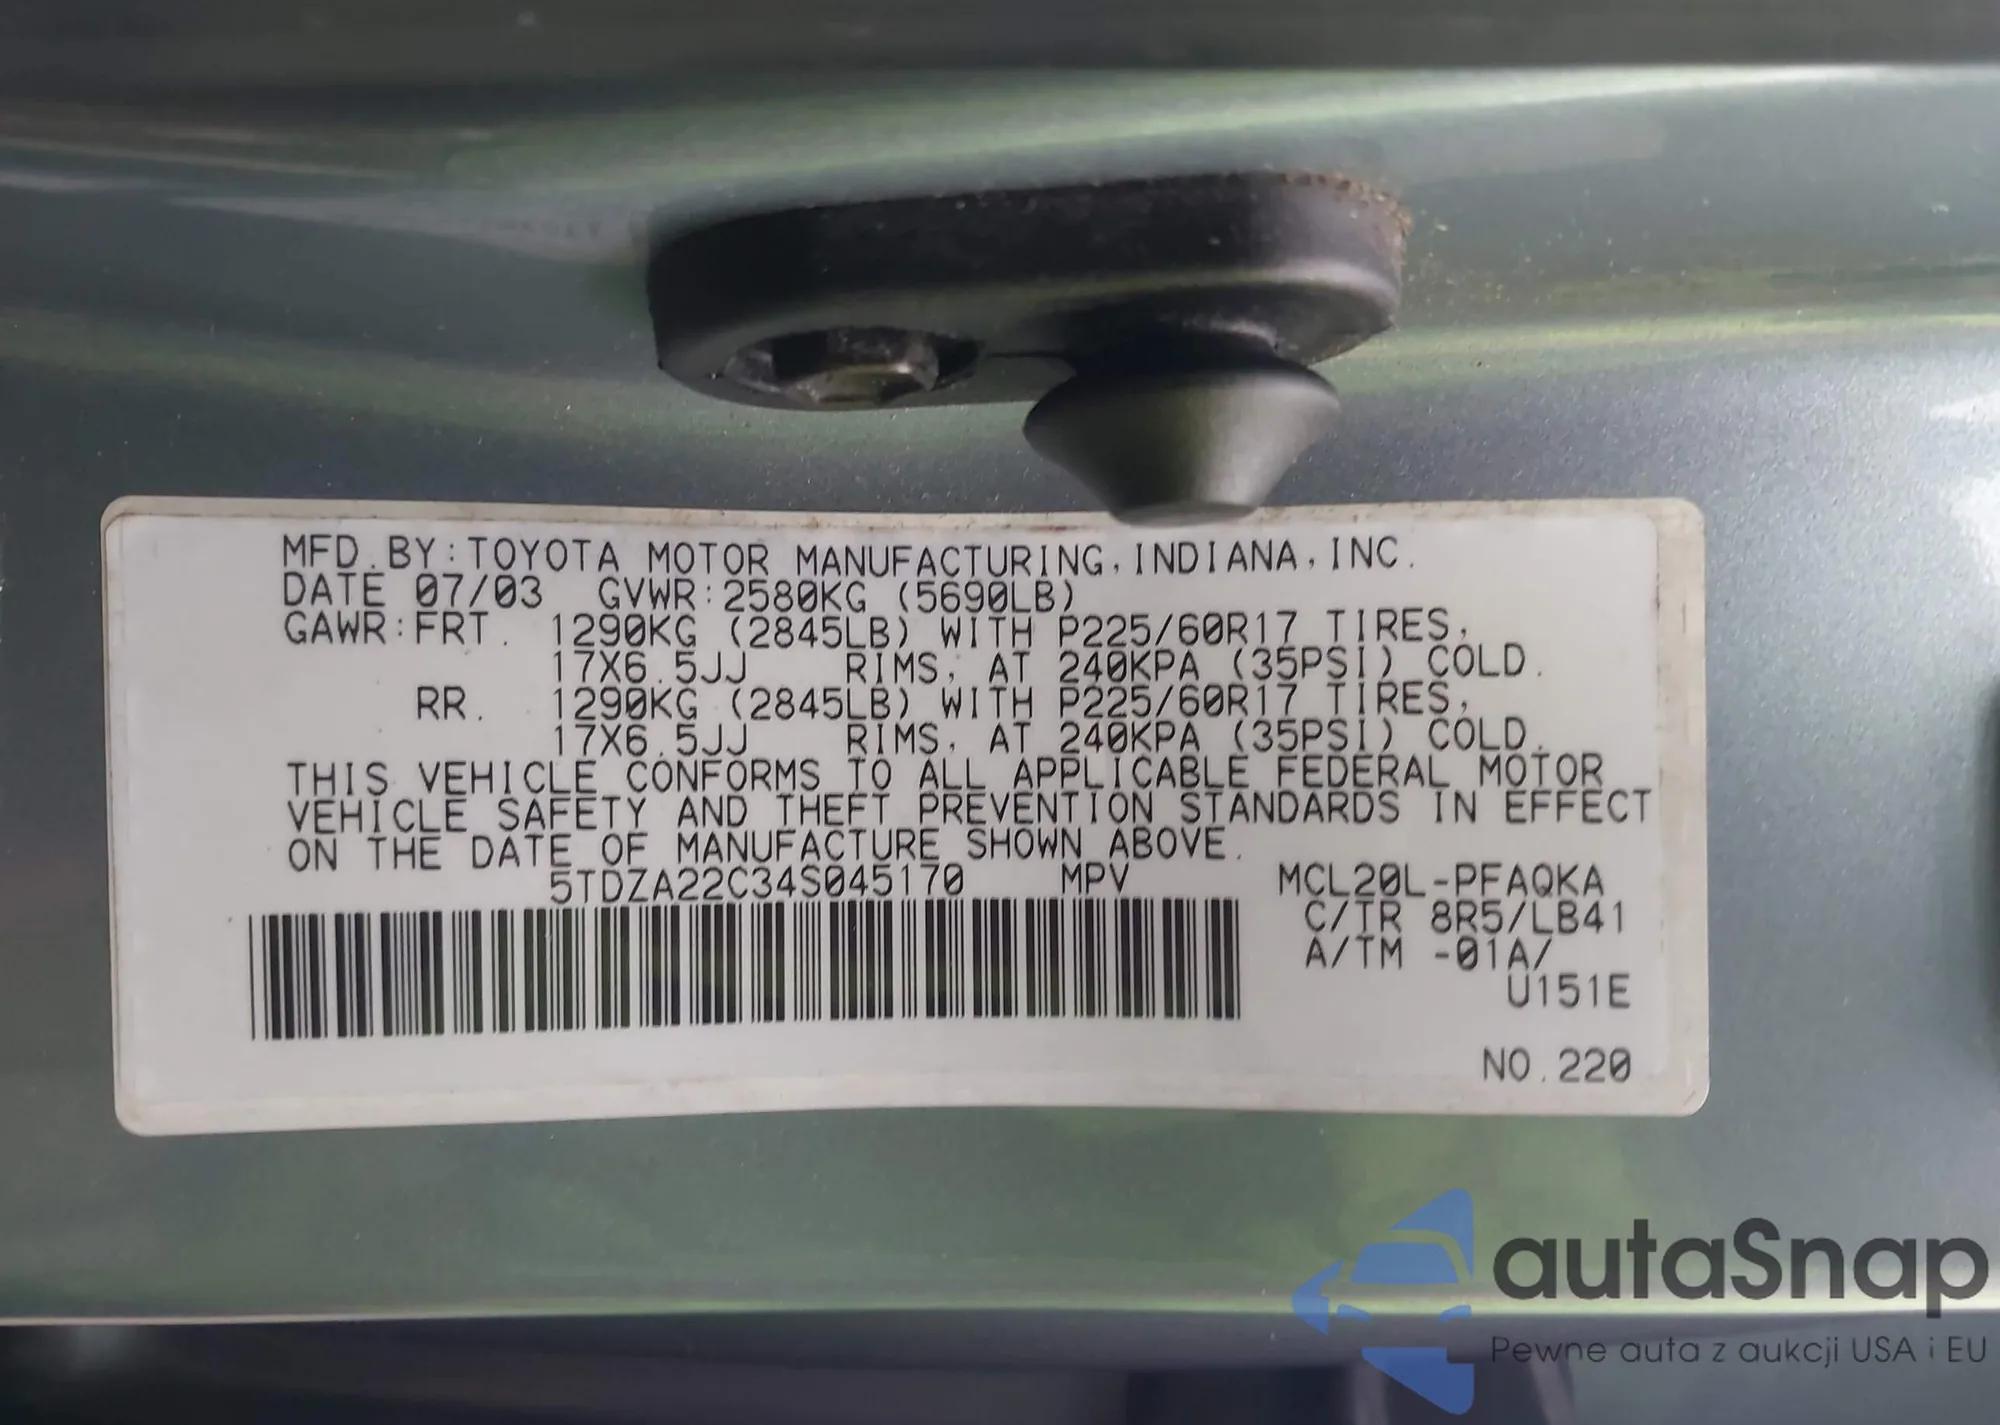 MFD.BY:TOYOTA MOTOR MANUFACTURING,INDIANA,INC.
DATE 07/03 GVWR:2580KG (5690LB)
GAWR:FRT. 1290KG (2845LB) WITH P225/60R17 TIRES,
17X6.5JJ RIMS, AT 240KPA (35PSI) COLD.
RR. 1290KG (2845LB) WITH P225/60R17 TIRES,
17X6.5JJ RIMS, AT 240KPA (35PSI) COLD.
THIS VEHICLE CONFORMS TO ALL APPLICABLE FEDERAL MOTOR
VEHICLE SAFETY AND THEFT PREVENTION STANDARDS IN EFFECT
ON THE DATE OF MANUFACTURE SHOWN ABOVE.
5TDZA22C34S045170 MPV MCL20L-PFAQKA
C/TR 8R5/LB41
A/TM -01A/
U151E
NO.220
autaSnap
Pewne auta z aukcji USA i EU